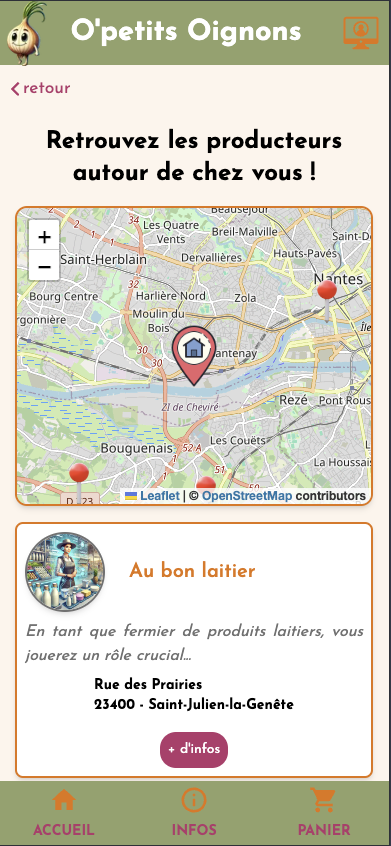 O'petits Oignons
retour
Retrouvez les producteurs
autour de chez vous !
Beauséjour
34
Les Quatre
Vents
Breil-Malville
Saint-D
+
−
Saint-Herblain
Dervallières
Hauts-Pavés
Nantes
Bourg Centre
Harlière Nord
Zola
rgonnière
Moulin du
Bois
30
30
antenay
Île
ZI de Cheviré
Rezé
Pont Rous
52 A
Les Couëts
Bouguenais
La Houssais
D 723
51
Leaflet | © OpenStreetMap contributors
Au bon laitier
En tant que fermier de produits laitiers, vous
jouerez un rôle crucial...
Rue des Prairies
23400 - Saint-Julien-la-Genête
+ d'infos
ACCUEIL INFOS PANIER